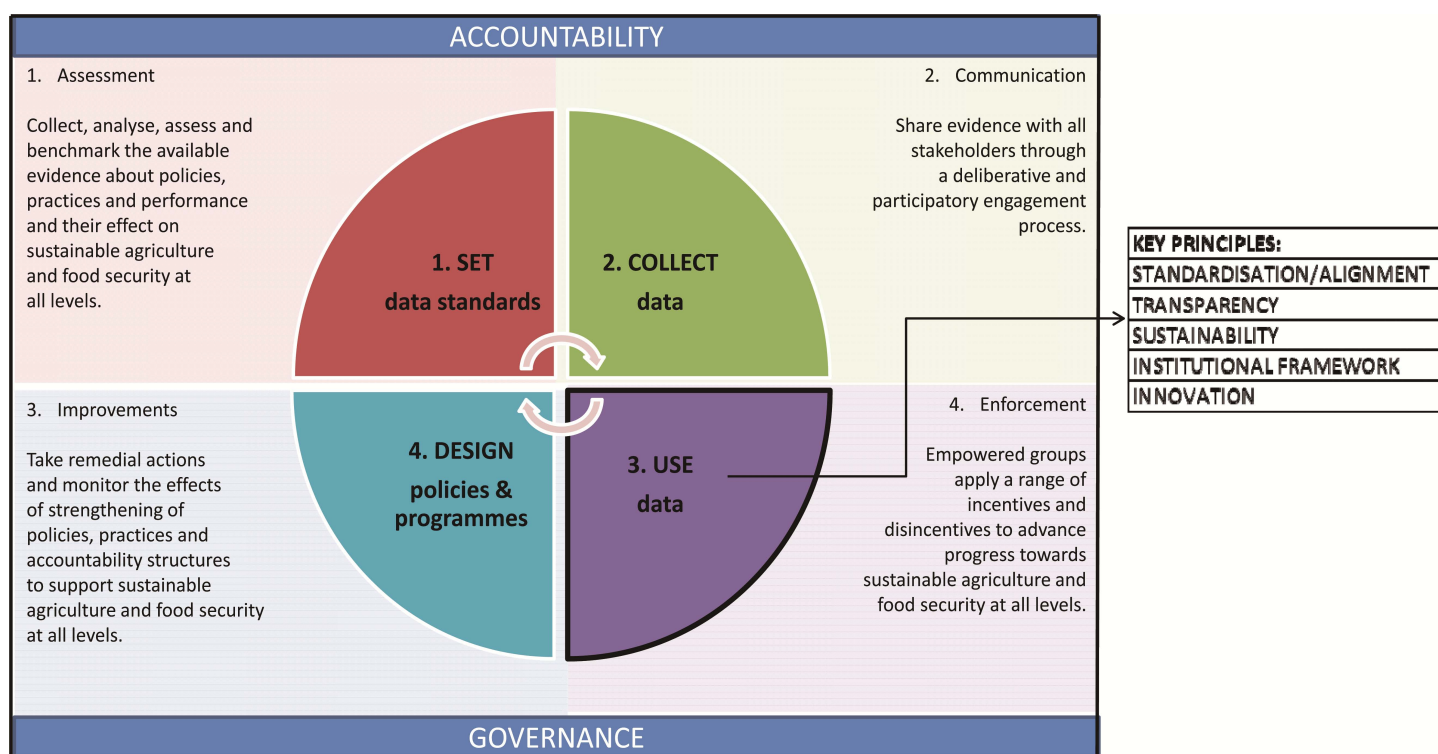 ACCOUNTABILITY
1. Assessment
Collect, analyse, assess and
benchmark the available
evidence about policies,
practices and performance
and their effect on
sustainable agriculture
and food security at
all levels.
2. Communication
Share evidence with all
stakeholders through
a deliberative and
participatory engagement
process.
1. SET
data standards
2. COLLECT
data
3. Improvements
Take remedial actions
and monitor the effects
of strengthening of
policies, practices and
accountability structures
to support sustainable
agriculture and food security
at all levels.
4. DESIGN
policies &
programmes
3. USE
data
4. Enforcement
Empowered groups
apply a range of
incentives and
disincentives to advance
progress towards
sustainable agriculture and
food security at all levels.
GOVERNANCE
KEY PRINCIPLES:
STANDARDISATION/ALIGNMENT
TRANSPARENCY
SUSTAINABILITY
INSTITUTIONAL FRAMEWORK
INNOVATION